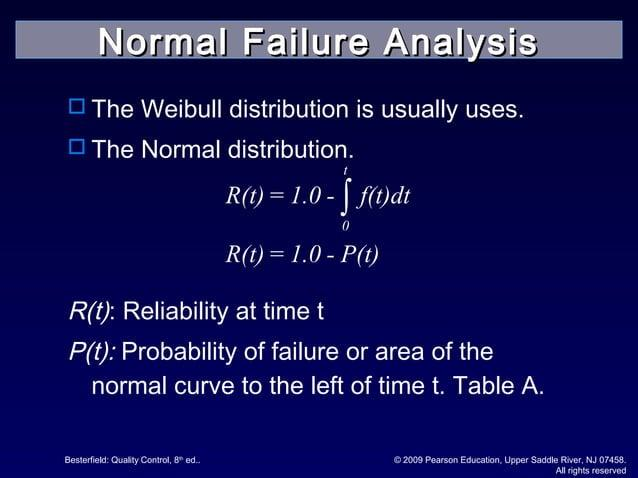 Normal Failure Analysis
The Weibull distribution is usually uses.
The Normal distribution.
R(t) = 1.0 - ∫₀ᵗ f(t)dt
R(t) = 1.0 - P(t)
R(t): Reliability at time t
P(t): Probability of failure or area of the
normal curve to the left of time t. Table A.
Besterfield: Quality Control, 8th ed..
© 2009 Pearson Education, Upper Saddle River, NJ 07458.
All rights reserved